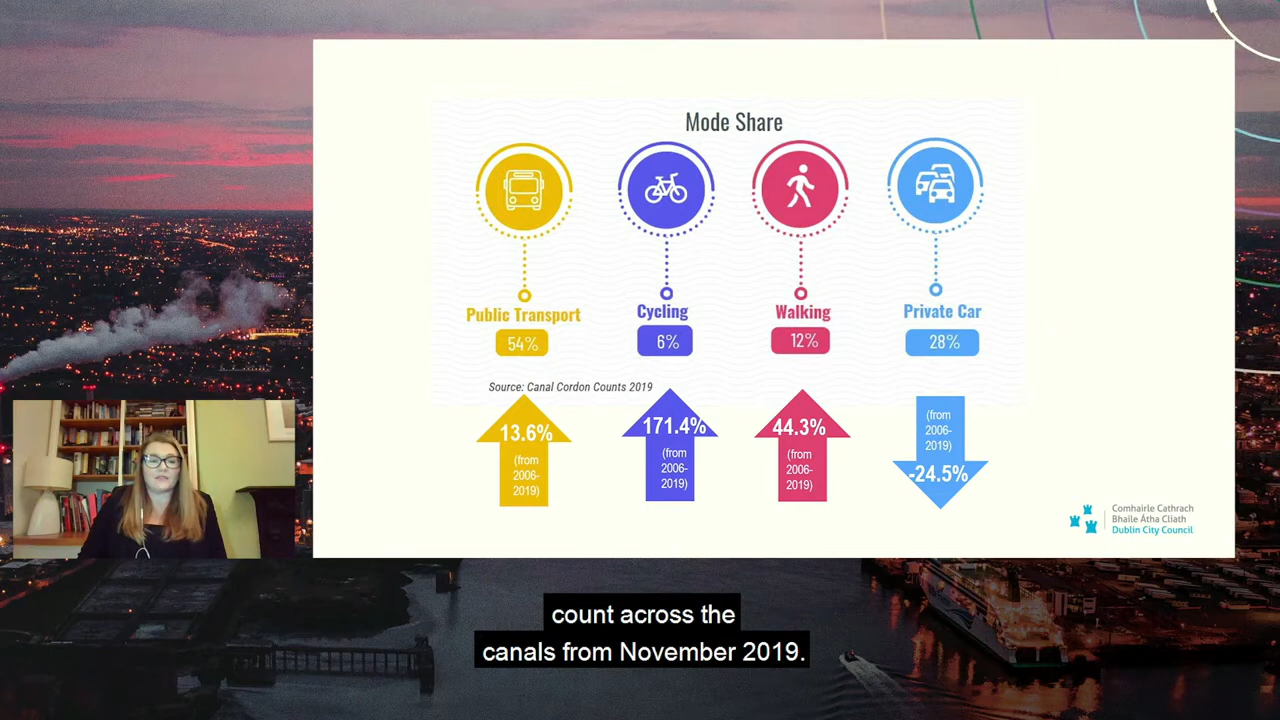 Mode Share
Public Transport
Cycling
Walking
Private Car
54%
6%
12%
28%
Source: Canal Cordon Counts 2019
13.6%
(from
2006-
2019)
171.4%
(from
2006-
2019)
44.3%
(from
2006-
2019)
(from
2006-
2019)
-24.5%
Comhairle Cathrach
Bhaile Átha Cliath
Dublin City Council
count across the
canals from November 2019.